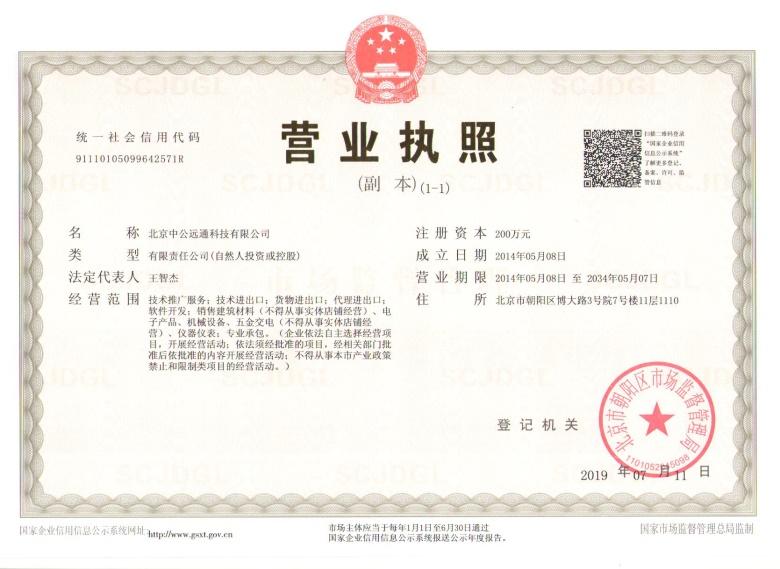 统一社会信用代码
91110105099642571R
营业执照
(副 本)(1-1)
扫描二维码登录
“国家企业信用
信息公示系统”
了解更多登记、
备案、许可、监
管信息
名 称 北京中公远通科技有限公司
类 型 有限责任公司(自然人投资或控股)
法定代表人 王智杰
经营范围 技术推广服务；技术进出口；货物进出口；代理进出口；
软件开发；销售建筑材料（不得从事实体店铺经营）、电
子产品、机械设备、五金交电（不得从事实体店铺经
营）、仪器仪表；专业承包。（企业依法自主选择经营项
目，开展经营活动；依法须经批准的项目，经相关部门批
准后依批准的内容开展经营活动；不得从事本市产业政策
禁止和限制类项目的经营活动。）
注册资本 200万元
成立日期 2014年05月08日
营业期限 2014年05月08日 至 2034年05月07日
住 所 北京市朝阳区博大路3号院7号楼11层1110
登记机关
北京市朝阳区市场监督管理局
2019 年 07 月 11 日
国家企业信用信息公示系统网址：http://www.gsxt.gov.cn
市场主体应当于每年1月1日至6月30日通过
国家企业信用信息公示系统报送公示年度报告。
国家市场监督管理总局监制